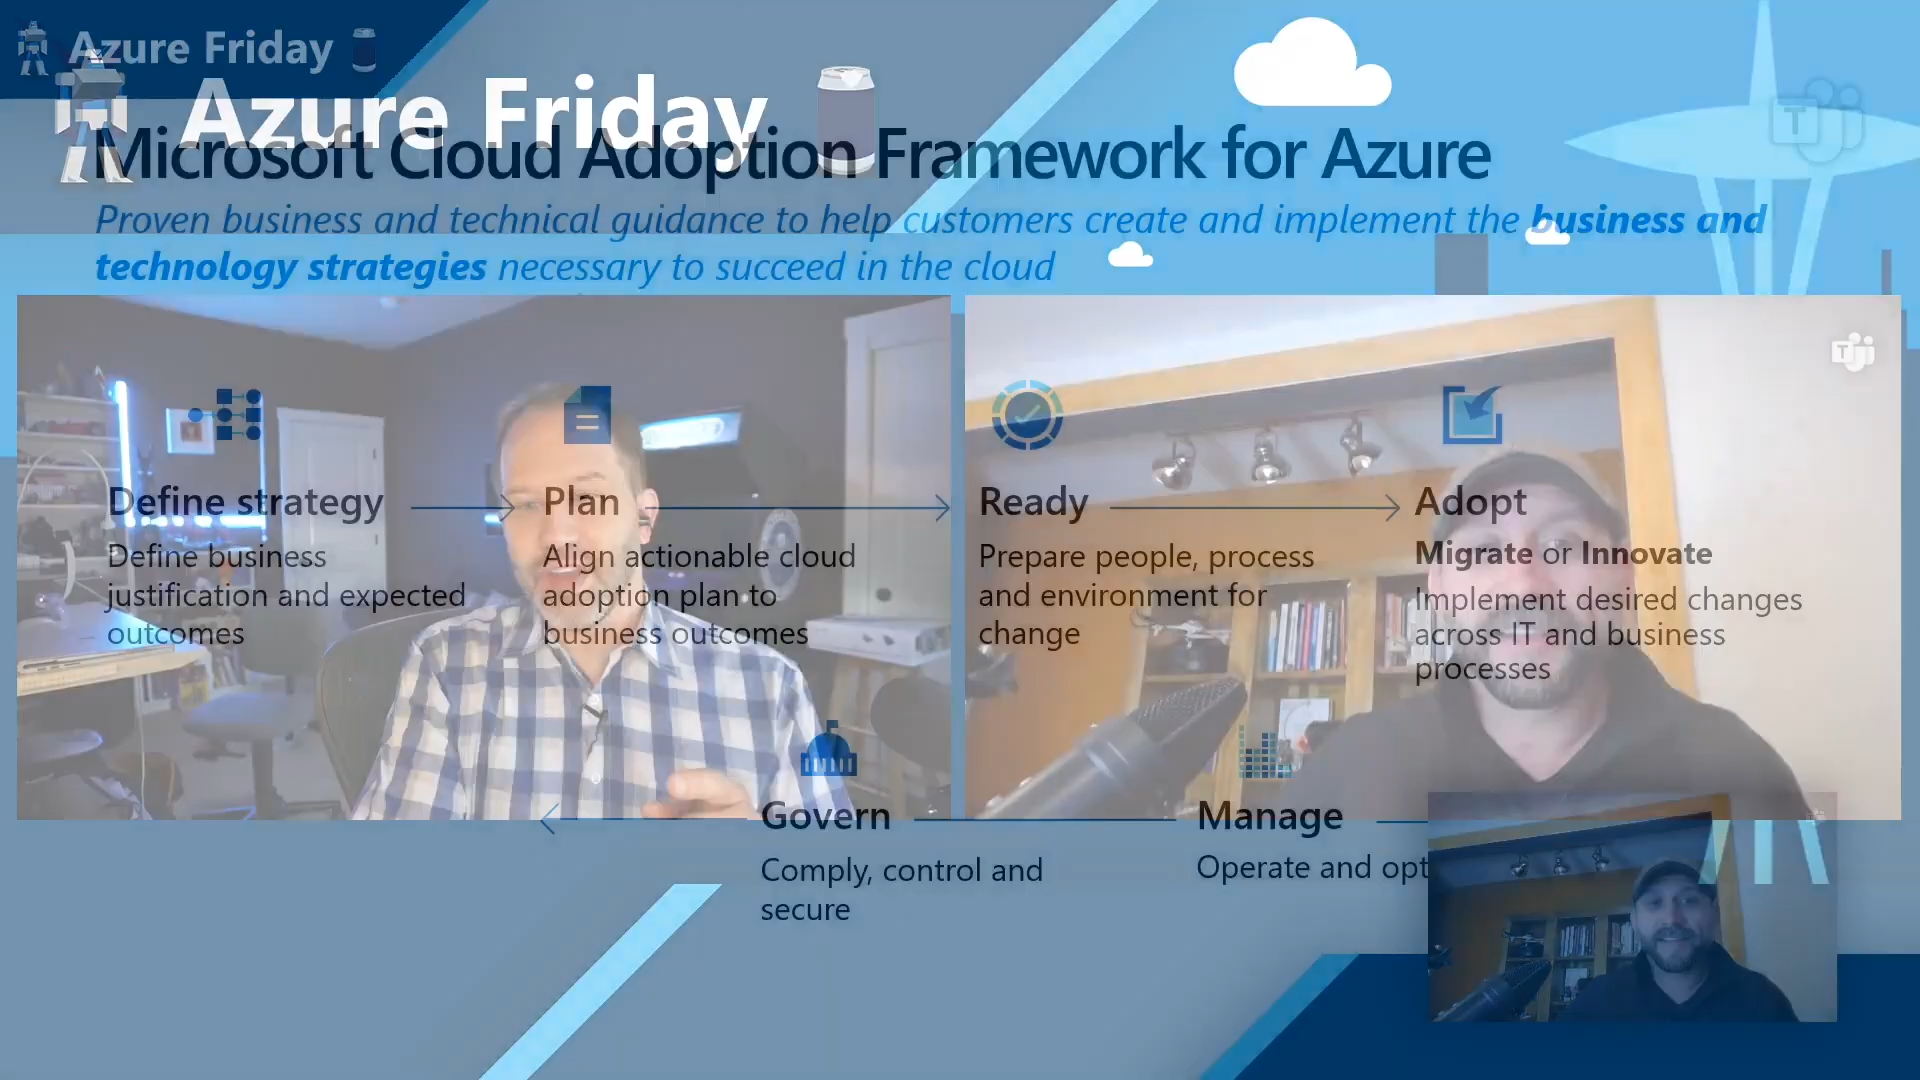 Azure Friday
Azure Friday
Microsoft Cloud Adoption Framework for Azure
Proven business and technical guidance to help customers create and implement the business and
technology strategies necessary to succeed in the cloud
Define strategy
Define business
justification and expected
outcomes
Plan
Align actionable cloud
adoption plan to
business outcomes
Ready
Prepare people, process
and environment for
change
Adopt
Migrate or Innovate
Implement desired changes
across IT and business
processes
Govern
Comply, control and
secure
Manage
Operate and opt
T
T